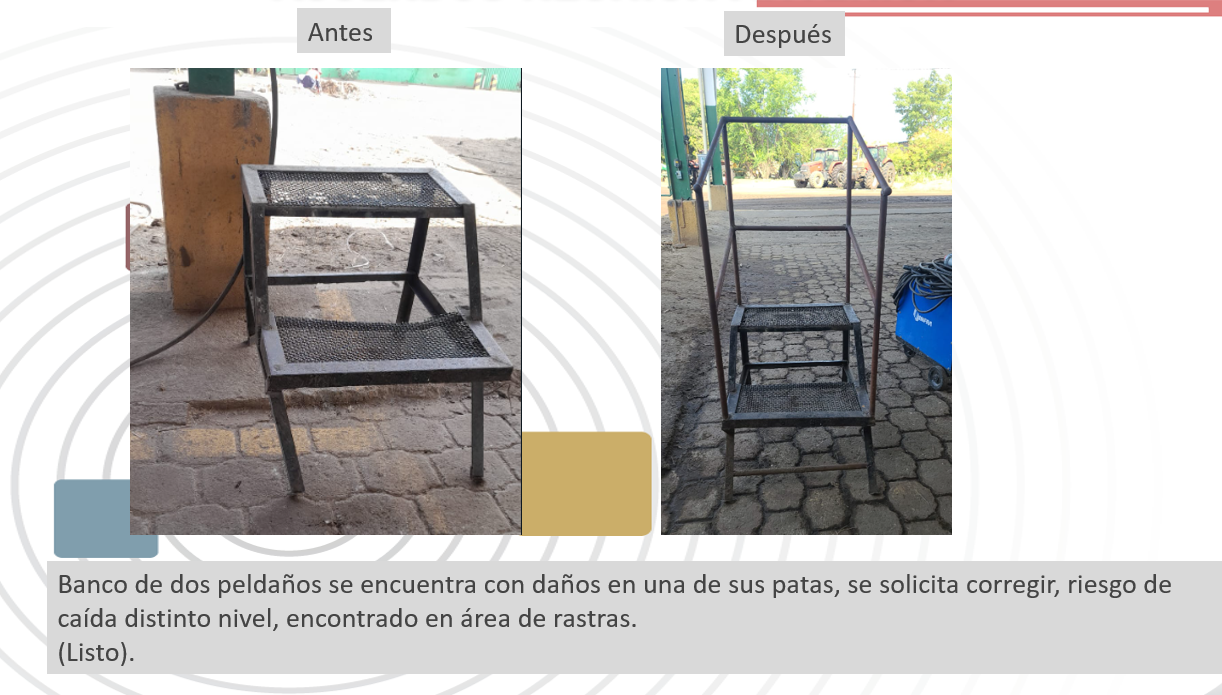 Antes
Después
Banco de dos peldaños se encuentra con daños en una de sus patas, se solicita corregir, riesgo de
caída distinto nivel, encontrado en área de rastras.
(Listo).